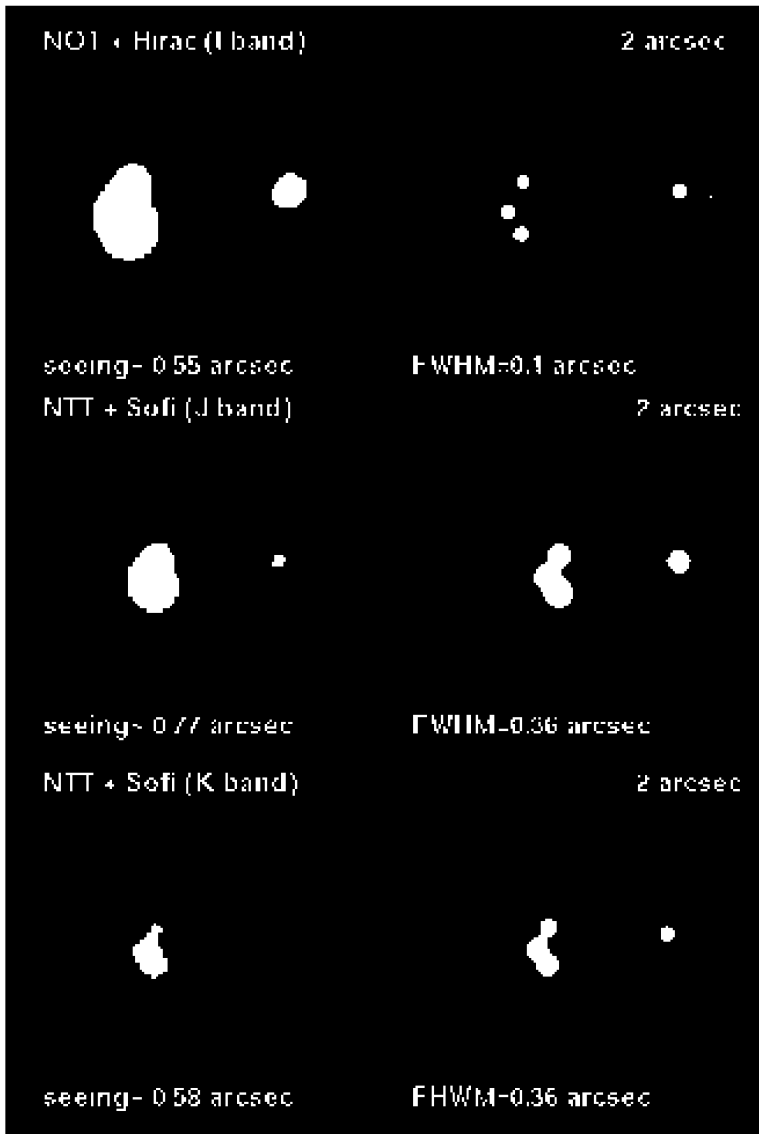 NOT + Hirac (I band)
2 arcsec
seeing= 0.55 arcsec
FWHM=0.1 arcsec
NTT + Sofi (J band)
2 arcsec
seeing= 0.77 arcsec
FWHM=0.36 arcsec
NTT + Sofi (K band)
2 arcsec
seeing= 0.58 arcsec
FHWM=0.36 arcsec